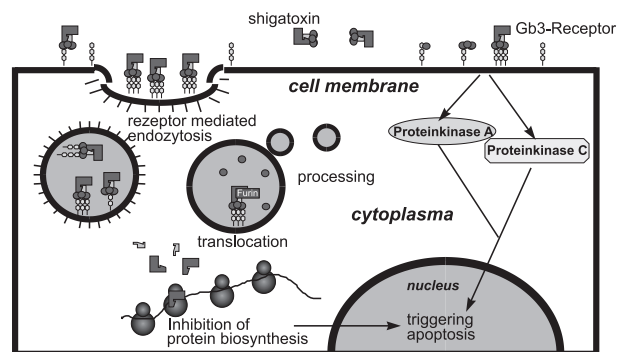 shigatoxin
Gb3-Receptor
cell membrane
rezeptor mediated
endozytosis
Proteinkinase A
Proteinkinase C
processing
Furin
cytoplasma
translocation
nucleus
Inhibition of
protein biosynthesis
triggering
apoptosis